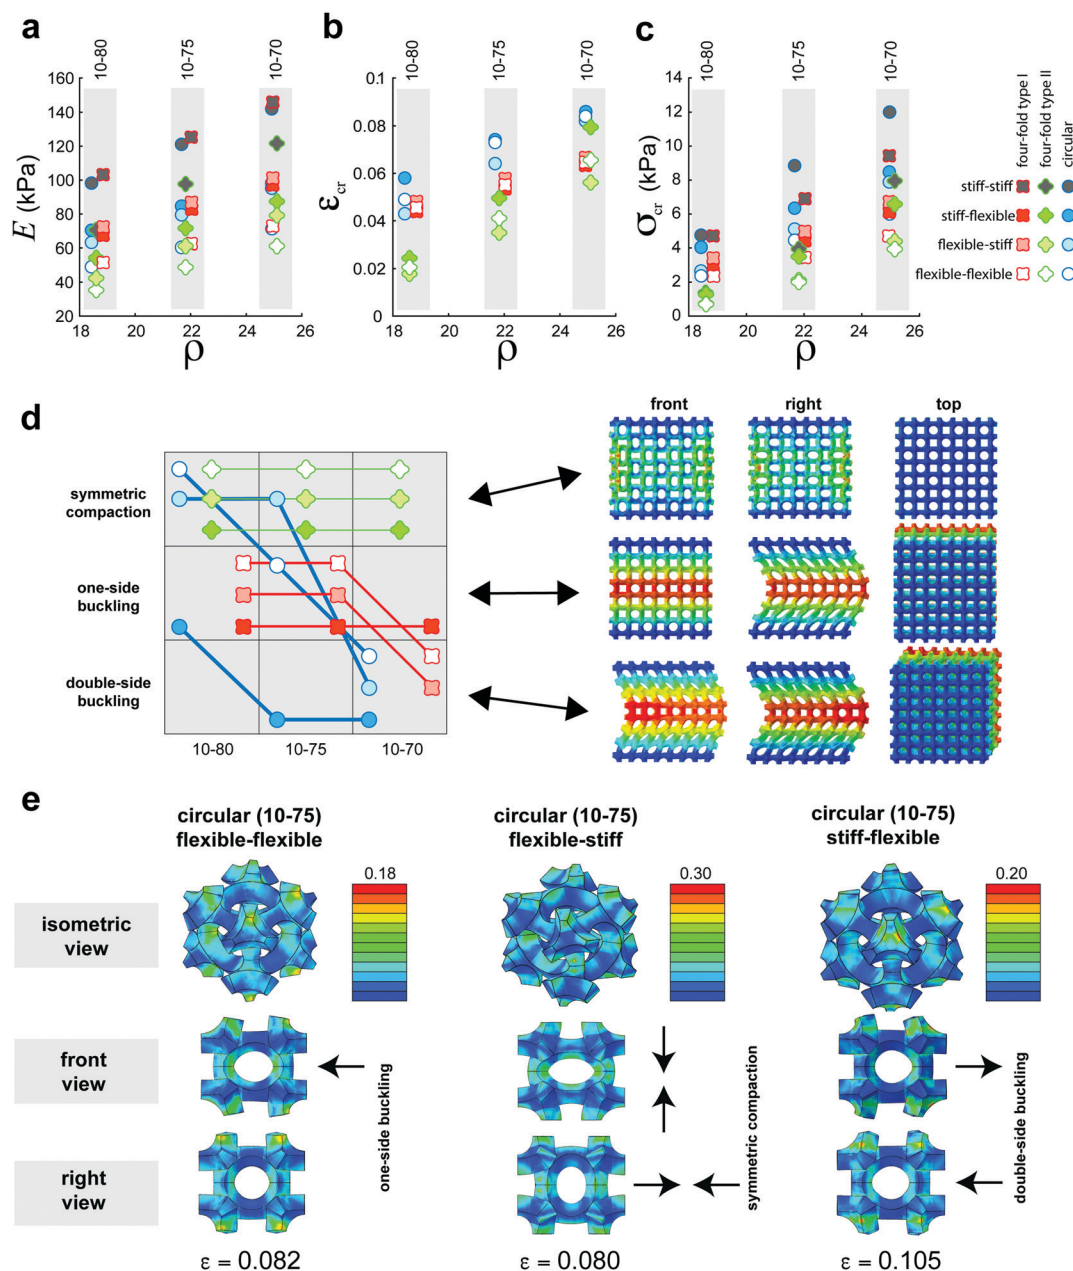 a
10-80
10-75
10-70
160
140
120
100
80
60
40
20
18
20
22
24
26
E (kPa)
ρ
b
10-80
10-75
10-70
0.1
0.08
0.06
0.04
0.02
0
18
20
22
24
26
εcr
ρ
c
10-80
10-75
10-70
14
12
10
8
6
4
2
0
18
20
22
24
26
σcr (kPa)
ρ
four-fold type I
four-fold type II
circular
stiff-stiff
stiff-flexible
flexible-stiff
flexible-flexible
d
symmetric
compaction
one-side
buckling
double-side
buckling
10-80
10-75
10-70
front
right
top
e
circular (10-75)
flexible-flexible
circular (10-75)
flexible-stiff
circular (10-75)
stiff-flexible
0.18
0.30
0.20
isometric
view
front
view
right
view
one-side buckling
symmetric compaction
double-side buckling
ε = 0.082
ε = 0.080
ε = 0.105